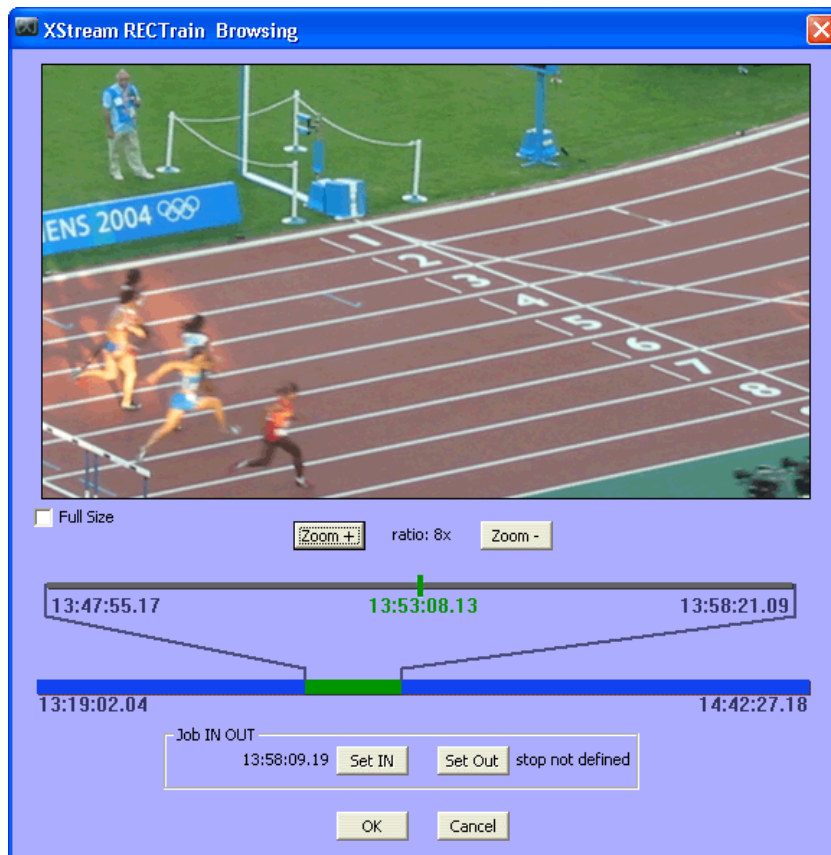 XStream RECTrain Browsing
ENS 2004
1
2
3
4
5
6
7
8
Full Size
Zoom +
ratio: 8x
Zoom -
13:47:55.17
13:53:08.13
13:58:21.09
13:19:02.04
14:42:27.18
Job IN OUT
13:58:09.19
Set IN
Set Out
stop not defined
OK
Cancel